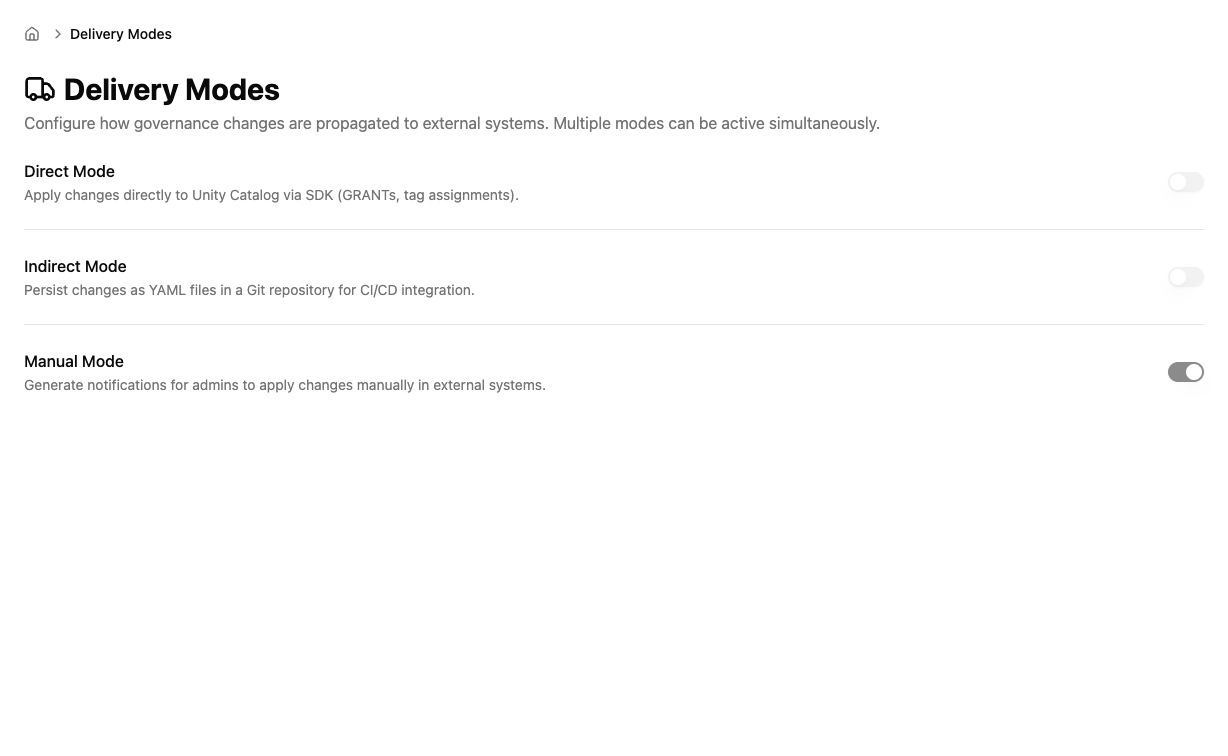 Delivery Modes
Delivery Modes
Configure how governance changes are propagated to external systems. Multiple modes can be active simultaneously.
Direct Mode
Apply changes directly to Unity Catalog via SDK (GRANTs, tag assignments).
Indirect Mode
Persist changes as YAML files in a Git repository for CI/CD integration.
Manual Mode
Generate notifications for admins to apply changes manually in external systems.